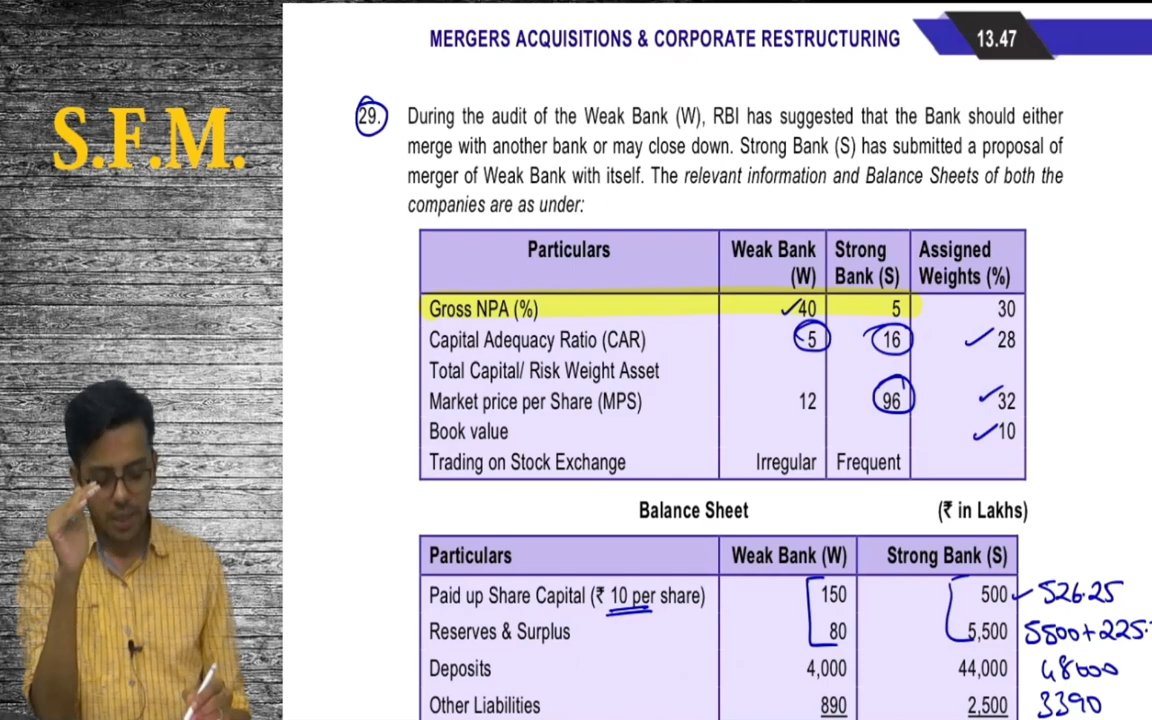 S.F.M.
MERGERS ACQUISITIONS & CORPORATE RESTRUCTURING 13.47
29. During the audit of the Weak Bank (W), RBI has suggested that the Bank should either
merge with another bank or may close down. Strong Bank (S) has submitted a proposal of
merger of Weak Bank with itself. The relevant information and Balance Sheets of both the
companies are as under:
Particulars Weak Bank (W) Strong Bank (S) Assigned Weights (%)
Gross NPA (%) 40 5 30
Capital Adequacy Ratio (CAR) 5 16 28
Total Capital/ Risk Weight Asset
Market price per Share (MPS) 12 96 32
Book value 10
Trading on Stock Exchange Irregular Frequent
Balance Sheet (₹ in Lakhs)
Particulars Weak Bank (W) Strong Bank (S)
Paid up Share Capital (₹ 10 per share) 150 500 526.25
Reserves & Surplus 80 5,500 5500+225.
Deposits 4,000 44,000 48000
Other Liabilities 890 2,500 3390